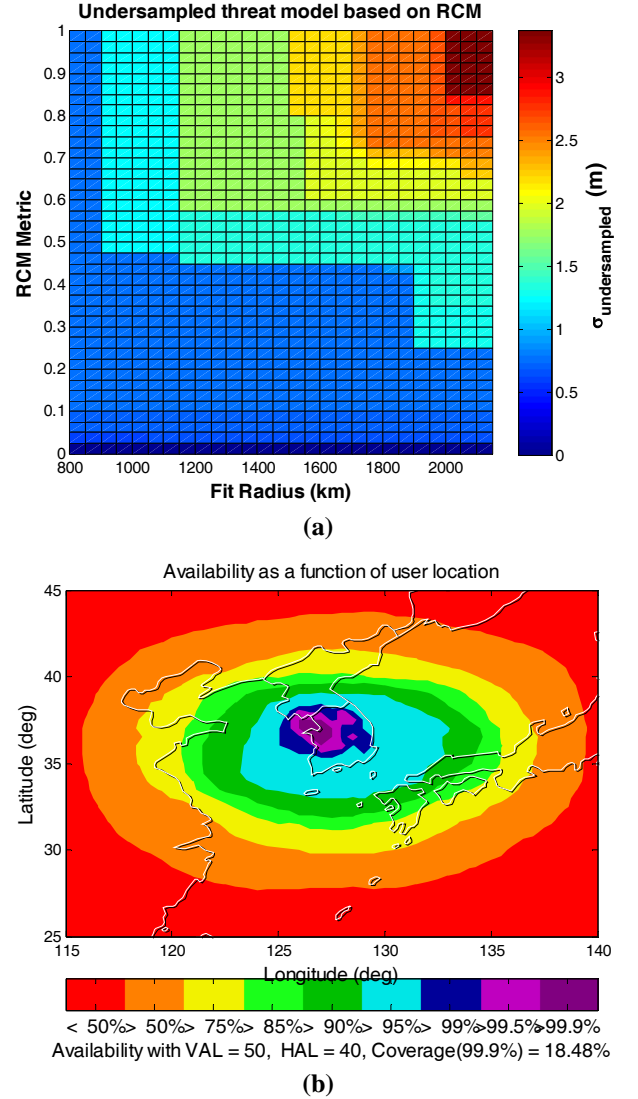 Undersampled threat model based on RCM
1
0.9
0.8
0.7
0.6
0.5
0.4
0.3
0.2
0.1
0
RCM Metric
800 1000 1200 1400 1600 1800 2000
Fit Radius (km)
3
2.5
2
1.5
1
0.5
0
σundersampled (m)
(a)
Availability as a function of user location
45
40
35
30
25
Latitude (deg)
115 120 125 130 135 140
Longitude (deg)
< 50%> 50%> 75%> 85%> 90%> 95%> 99%>99.5%>99.9%
Availability with VAL = 50, HAL = 40, Coverage(99.9%) = 18.48%
(b)